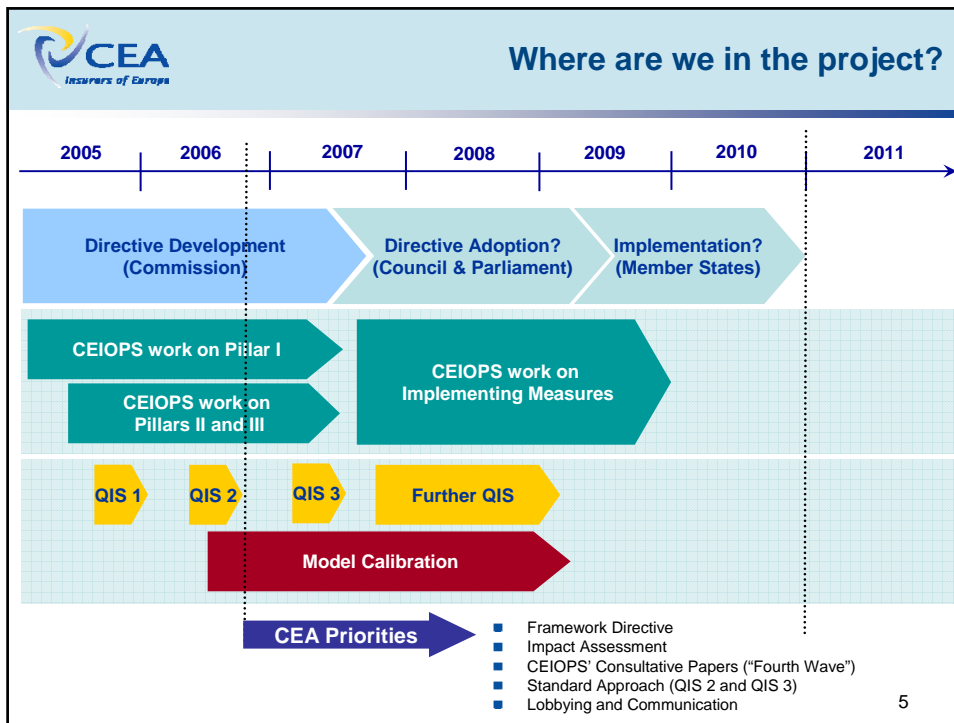 CEA
Insurers of Europe
Where are we in the project?
2005 2006 2007 2008 2009 2010 2011
Directive Development
(Commission)
Directive Adoption?
(Council & Parliament)
Implementation?
(Member States)
CEIOPS work on Pillar I
CEIOPS work on
Pillars II and III
CEIOPS work on
Implementing Measures
QIS 1
QIS 2
QIS 3
Further QIS
Model Calibration
CEA Priorities
Framework Directive
Impact Assessment
CEIOPS' Consultative Papers ("Fourth Wave")
Standard Approach (QIS 2 and QIS 3)
Lobbying and Communication
5